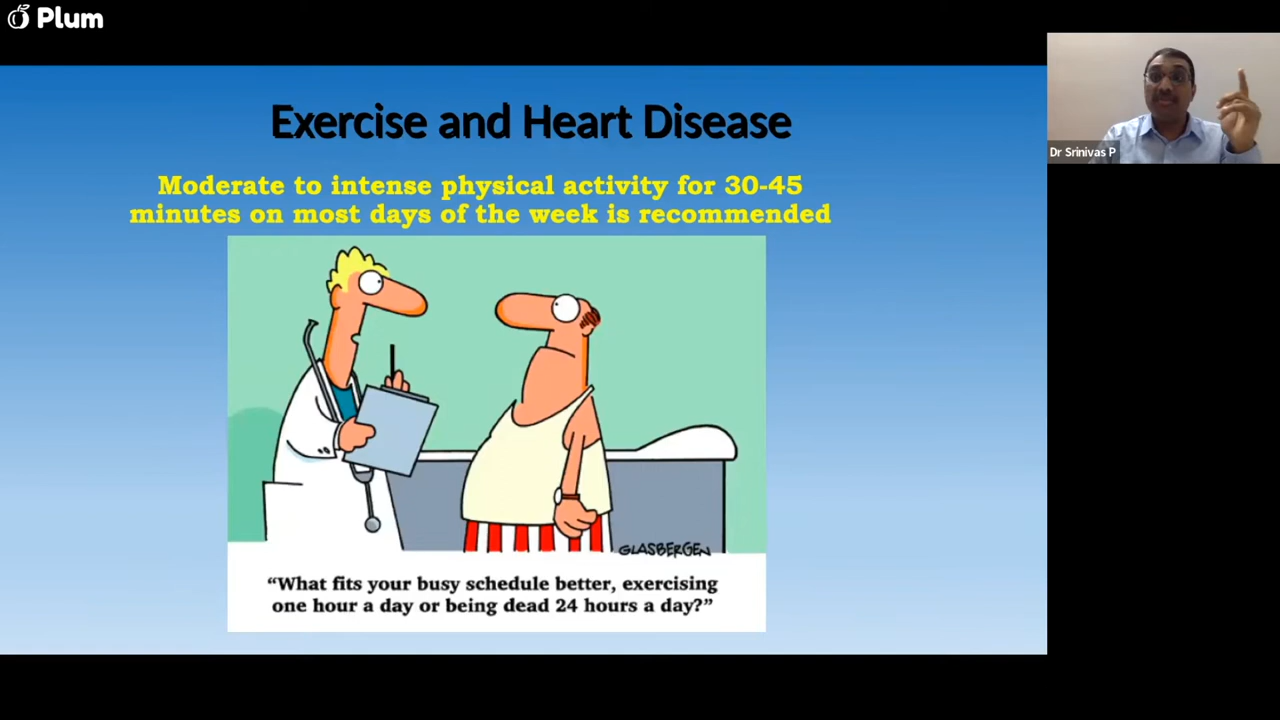 Plum
Exercise and Heart Disease
Moderate to intense physical activity for 30-45
minutes on most days of the week is recommended
GLASBERGEN
“What fits your busy schedule better, exercising
one hour a day or being dead 24 hours a day?”
Dr Srinivas P